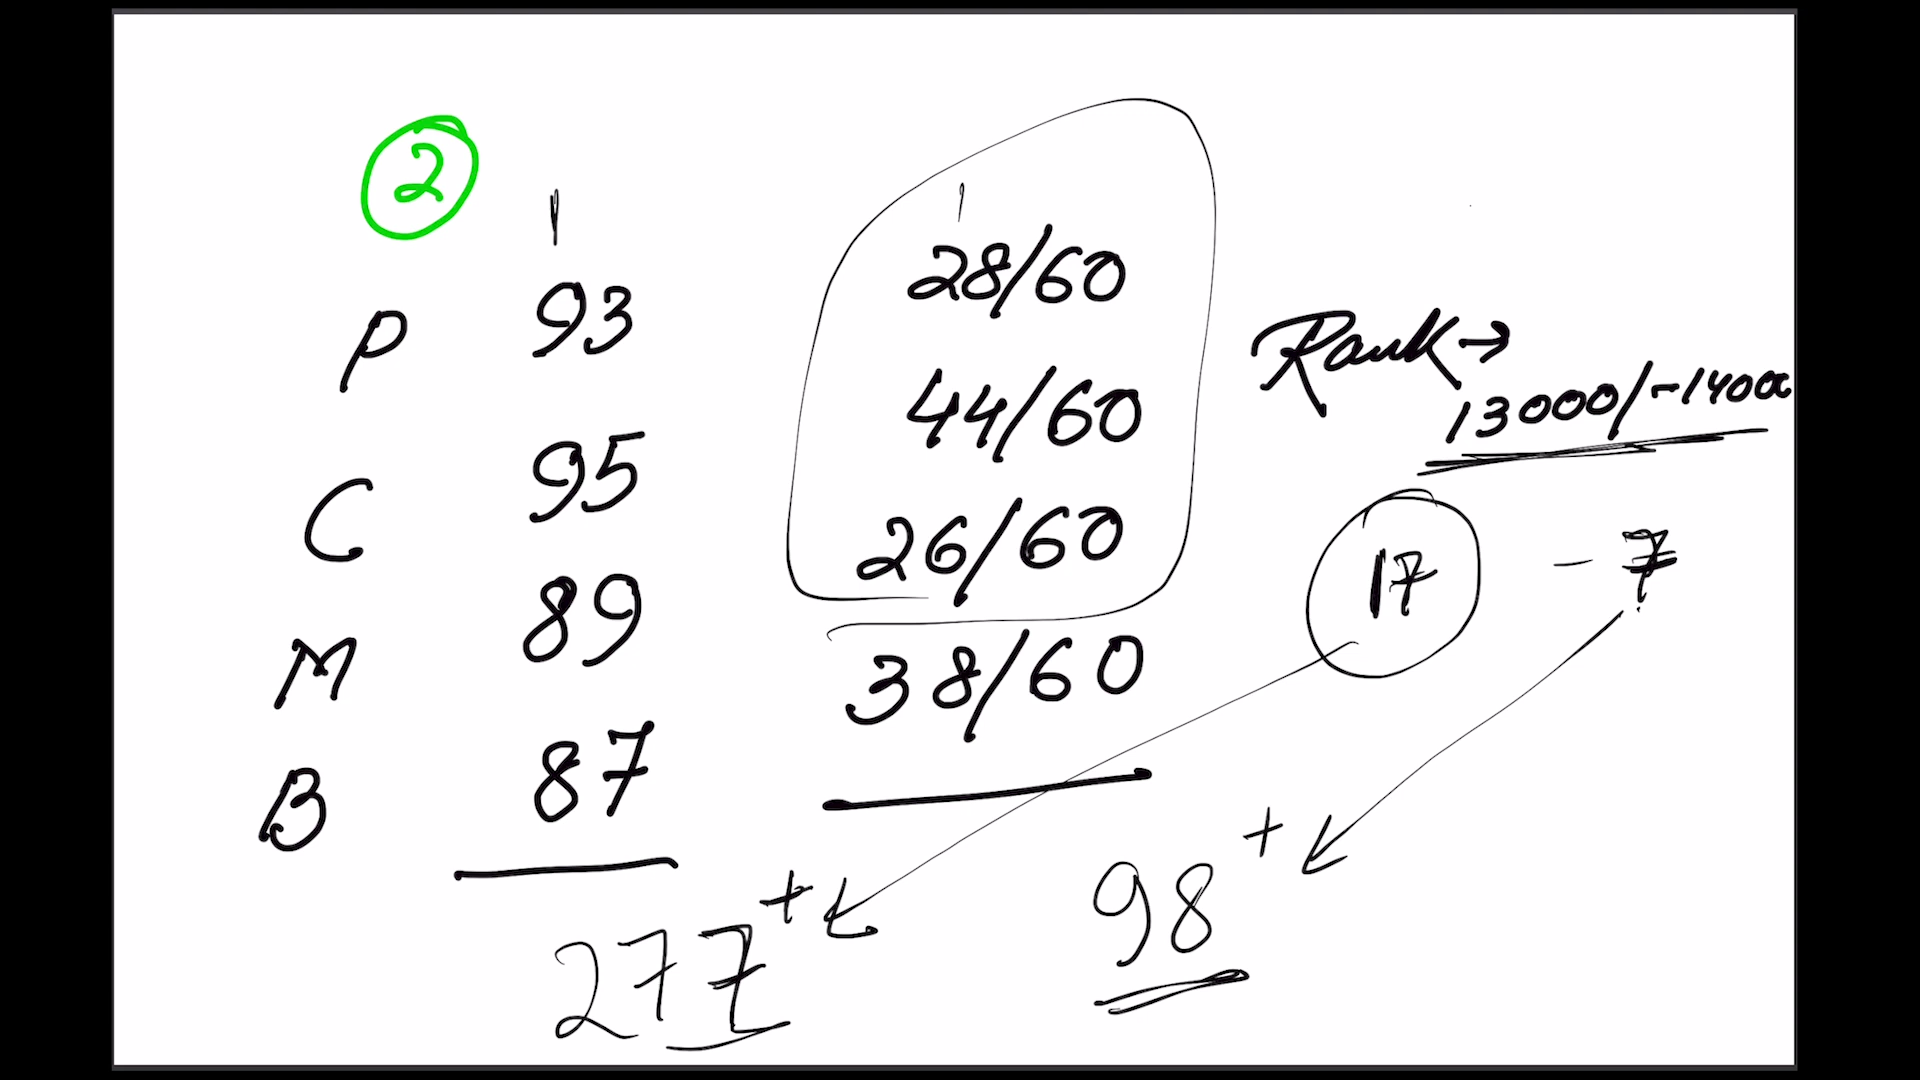 2
P 93 28/60
Rank →
13000/-14000
C 95 44/60
M 89 26/60
17 - 7
B 87 38/60
277+
98+